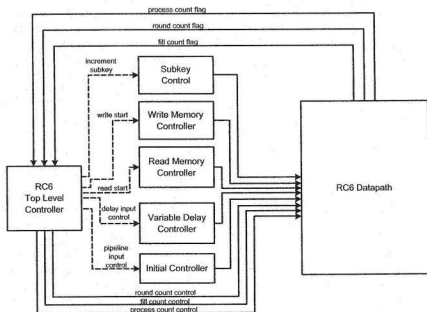 process count flag
round count flag
fill count flag
increment
subkey
Subkey
Control
write start
Write Memory
Controller
Read Memory
Controller
RC6
Top Level
Controller
read start
RC6 Datapath
delay input
control
Variable Delay
Controller
pipeline
input
control
Initial Controller
round count control
fill count control
process count control